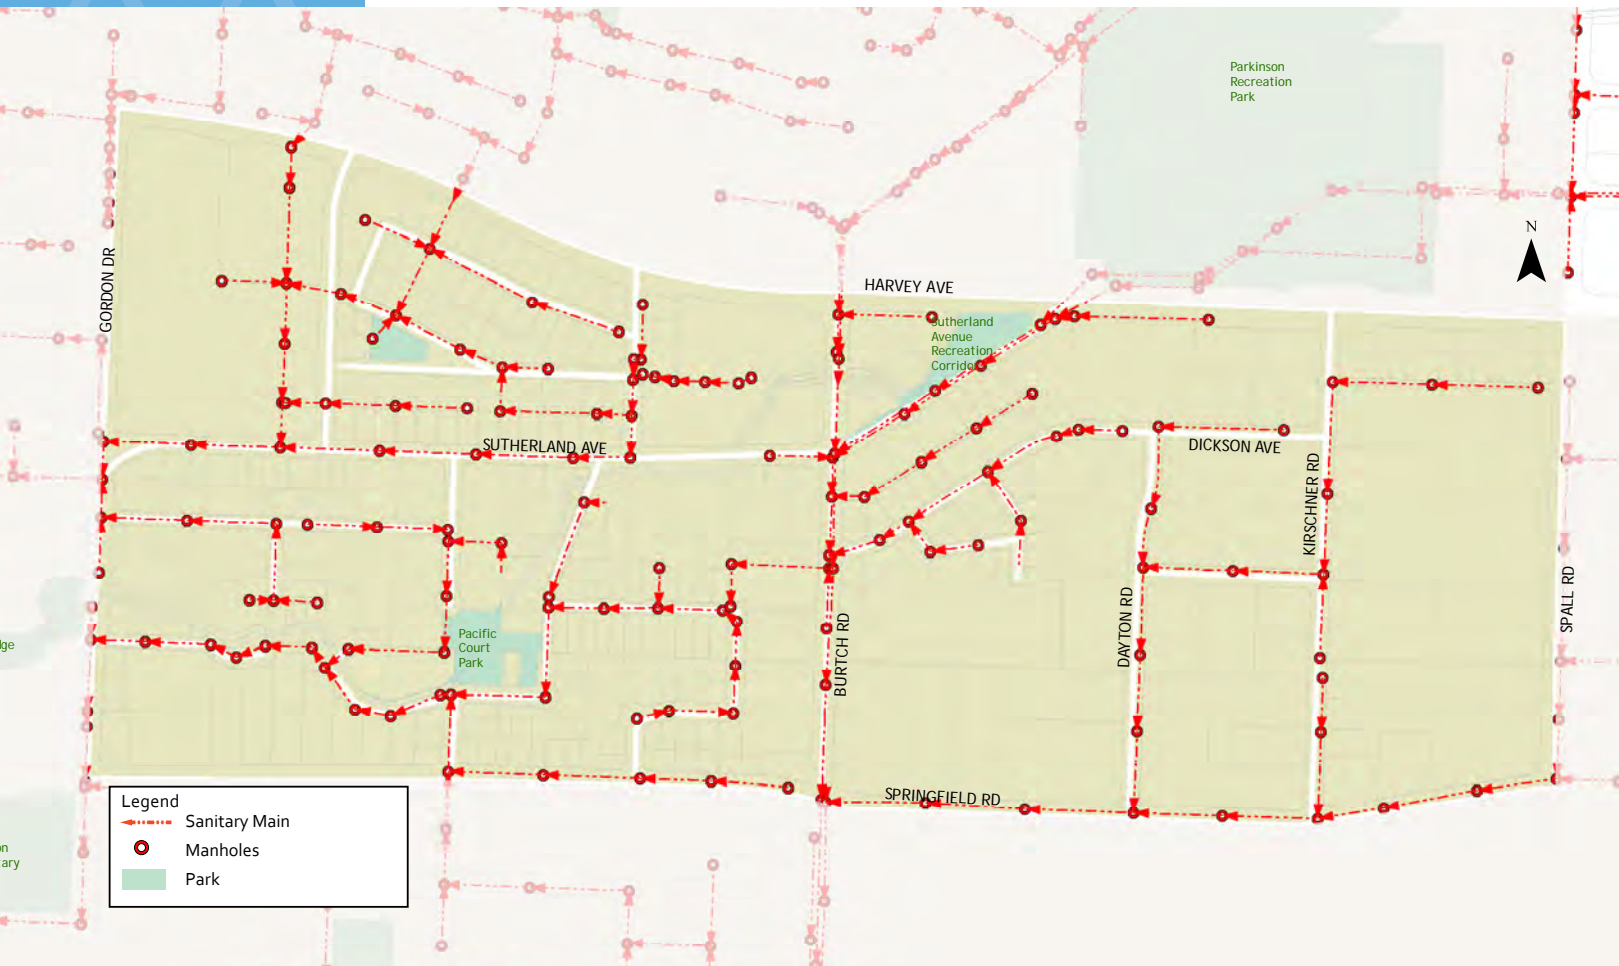 Parkinson
Recreation
Park
N
GORDON DR
HARVEY AVE
Sutherland
Avenue
Recreation
Corridor
SUTHERLAND AVE
DICKSON AVE
KIRSCHNER RD
SPALL RD
DAYTON RD
BURTCH RD
Pacific
Court
Park
SPRINGFIELD RD
Legend
Sanitary Main
Manholes
Park